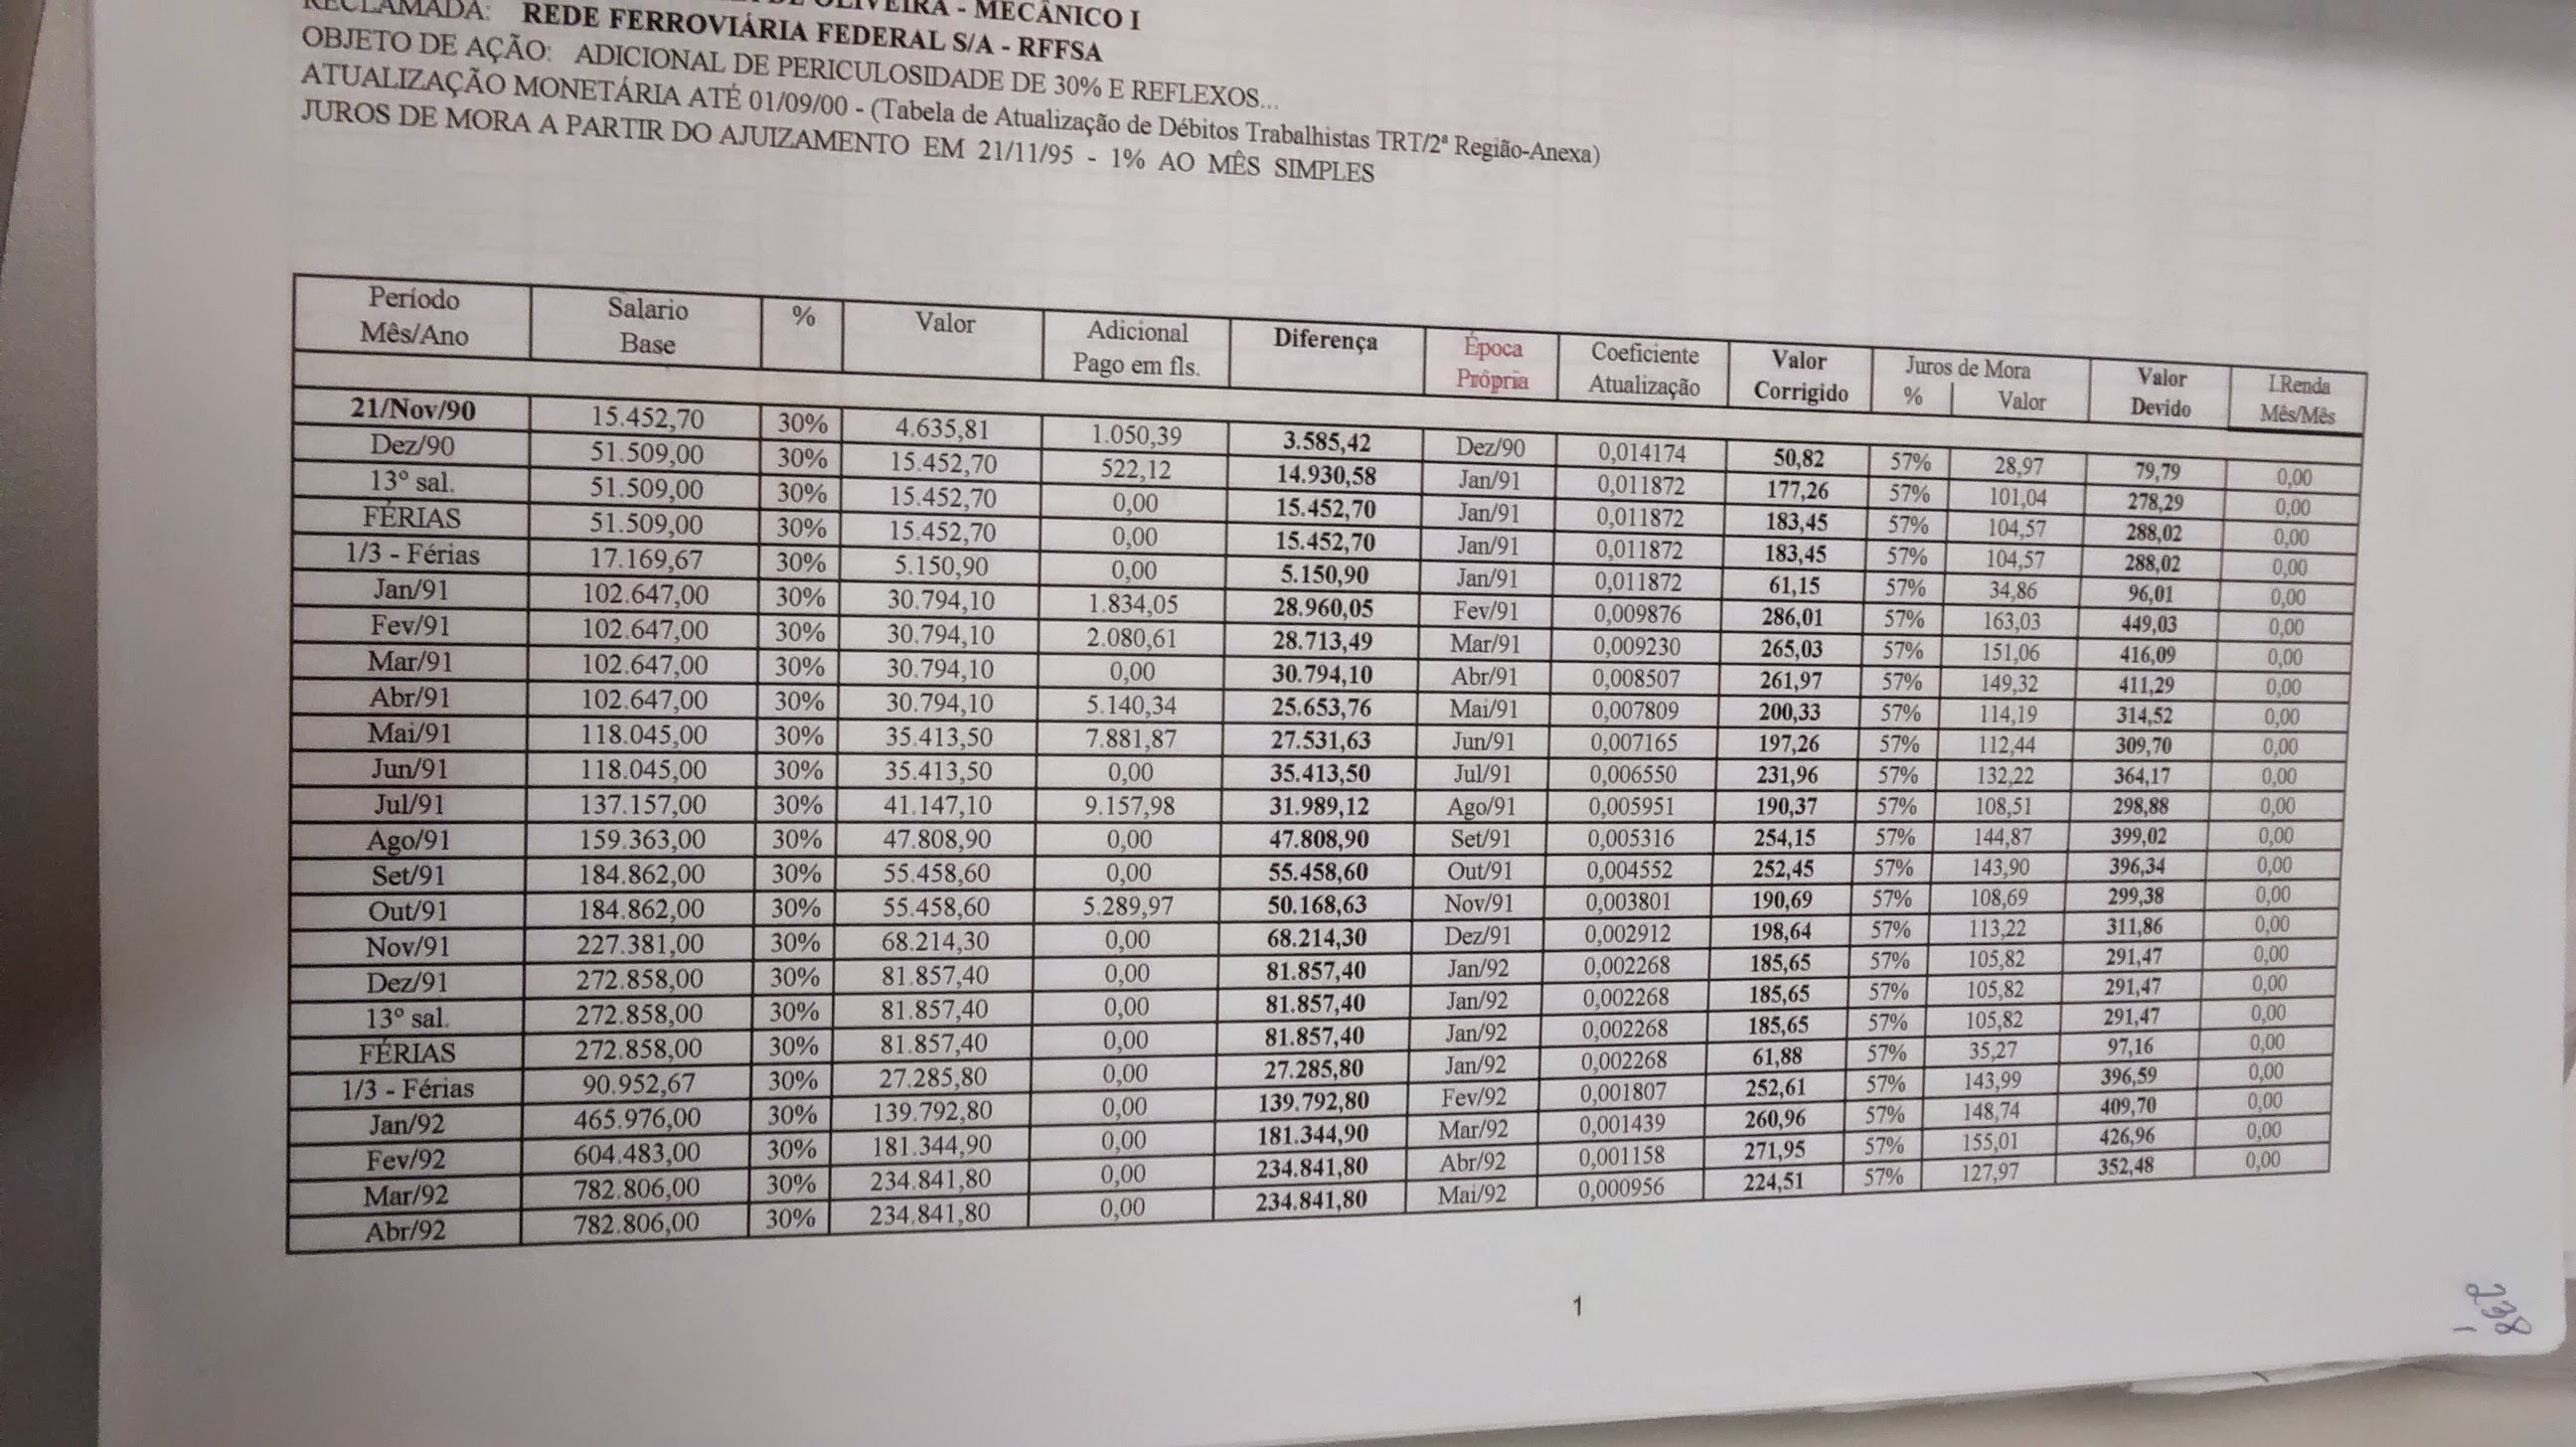 OLIVEIRA - MECÂNICO I
RECLAMADA: REDE FERROVIÁRIA FEDERAL S/A - RFFSA
OBJETO DE AÇÃO: ADICIONAL DE PERICULOSIDADE DE 30% E REFLEXOS...
ATUALIZAÇÃO MONETÁRIA ATÉ 01/09/00 - (Tabela de Atualização de Débitos Trabalhistas TRT/2ª Região-Anexa)
JUROS DE MORA A PARTIR DO AJUIZAMENTO EM 21/11/95 - 1% AO MÊS SIMPLES
Período Salario % Valor Adicional Diferença Época Coeficiente Valor Juros de Mora Valor I.Renda
Mês/Ano Base Pago em fls. Própria Atualização Corrigido % Valor Devido Mês/Mês
21/Nov/90 15.452,70 30% 4.635,81 1.050,39 3.585,42 Dez/90 0,014174 50,82 57% 28,97 79,79 0,00
Dez/90 51.509,00 30% 15.452,70 522,12 14.930,58 Jan/91 0,011872 177,26 57% 101,04 278,29 0,00
13º sal. 51.509,00 30% 15.452,70 0,00 15.452,70 Jan/91 0,011872 183,45 57% 104,57 288,02 0,00
FÉRIAS 51.509,00 30% 15.452,70 0,00 15.452,70 Jan/91 0,011872 183,45 57% 104,57 288,02 0,00
1/3 - Férias 17.169,67 30% 5.150,90 0,00 5.150,90 Jan/91 0,011872 61,15 57% 34,86 96,01 0,00
Jan/91 102.647,00 30% 30.794,10 1.834,05 28.960,05 Fev/91 0,009876 286,01 57% 163,03 449,03 0,00
Fev/91 102.647,00 30% 30.794,10 2.080,61 28.713,49 Mar/91 0,009230 265,03 57% 151,06 416,09 0,00
Mar/91 102.647,00 30% 30.794,10 0,00 30.794,10 Abr/91 0,008507 261,97 57% 149,32 411,29 0,00
Abr/91 102.647,00 30% 30.794,10 5.140,34 25.653,76 Mai/91 0,007809 200,33 57% 114,19 314,52 0,00
Mai/91 118.045,00 30% 35.413,50 7.881,87 27.531,63 Jun/91 0,007165 197,26 57% 112,44 309,70 0,00
Jun/91 118.045,00 30% 35.413,50 0,00 35.413,50 Jul/91 0,006550 231,96 57% 132,22 364,17 0,00
Jul/91 137.157,00 30% 41.147,10 9.157,98 31.989,12 Ago/91 0,005951 190,37 57% 108,51 298,88 0,00
Ago/91 159.363,00 30% 47.808,90 0,00 47.808,90 Set/91 0,005316 254,15 57% 144,87 399,02 0,00
Set/91 184.862,00 30% 55.458,60 0,00 55.458,60 Out/91 0,004552 252,45 57% 143,90 396,34 0,00
Out/91 184.862,00 30% 55.458,60 5.289,97 50.168,63 Nov/91 0,003801 190,69 57% 108,69 299,38 0,00
Nov/91 227.381,00 30% 68.214,30 0,00 68.214,30 Dez/91 0,002912 198,64 57% 113,22 311,86 0,00
Dez/91 272.858,00 30% 81.857,40 0,00 81.857,40 Jan/92 0,002268 185,65 57% 105,82 291,47 0,00
13º sal. 272.858,00 30% 81.857,40 0,00 81.857,40 Jan/92 0,002268 185,65 57% 105,82 291,47 0,00
FÉRIAS 272.858,00 30% 81.857,40 0,00 81.857,40 Jan/92 0,002268 185,65 57% 105,82 291,47 0,00
1/3 - Férias 90.952,67 30% 27.285,80 0,00 27.285,80 Jan/92 0,002268 61,88 57% 35,27 97,16 0,00
Jan/92 465.976,00 30% 139.792,80 0,00 139.792,80 Fev/92 0,001807 252,61 57% 143,99 396,59 0,00
Fev/92 604.483,00 30% 181.344,90 0,00 181.344,90 Mar/92 0,001439 260,96 57% 148,74 409,70 0,00
Mar/92 782.806,00 30% 234.841,80 0,00 234.841,80 Abr/92 0,001158 271,95 57% 155,01 426,96 0,00
Abr/92 782.806,00 30% 234.841,80 0,00 234.841,80 Mai/92 0,000956 224,51 57% 127,97 352,48 0,00
1
238